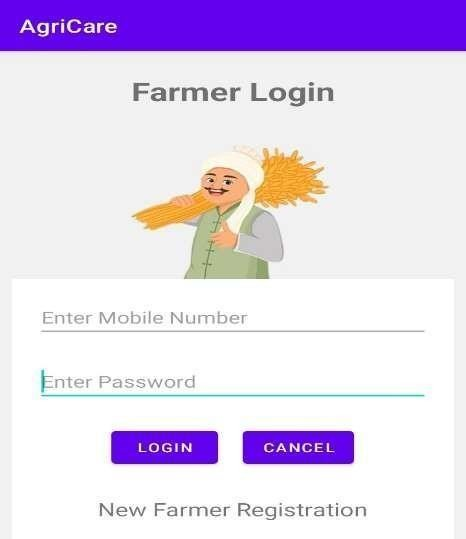 AgriCare
Farmer Login
Enter Mobile Number
Enter Password
LOGIN CANCEL
New Farmer Registration